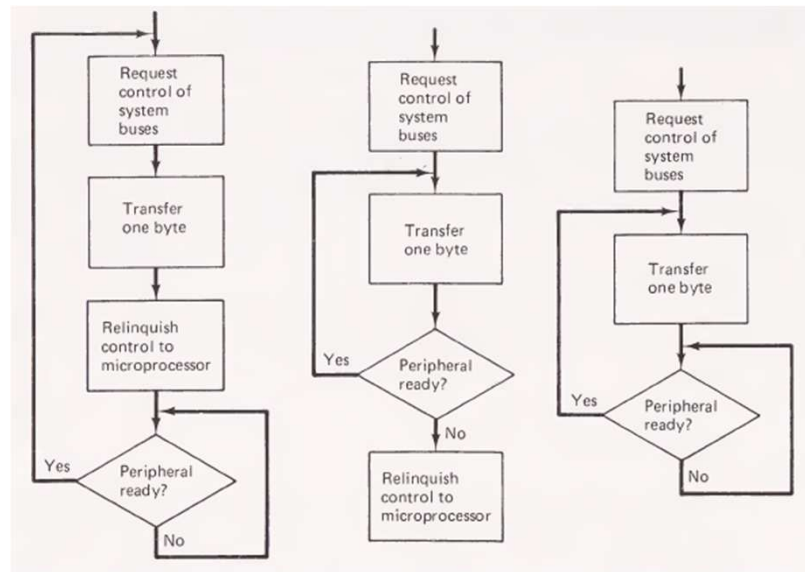 Request
control of
system
buses
Transfer
one byte
Relinquish
control to
microprocessor
Yes
Peripheral
ready?
No
Request
control of
system
buses
Transfer
one byte
Yes
Peripheral
ready?
No
Relinquish
control to
microprocessor
Request
control of
system
buses
Transfer
one byte
Yes
Peripheral
ready?
No